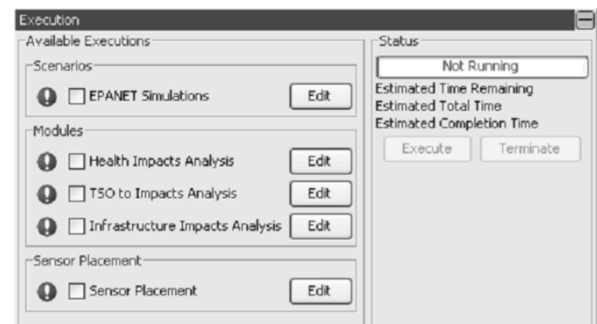 Execution
Available Executions
Scenarios
EPANET Simulations Edit
Modules
Health Impacts Analysis Edit
TSO to Impacts Analysis Edit
Infrastructure Impacts Analysis Edit
Sensor Placement
Sensor Placement Edit
Status
Not Running
Estimated Time Remaining
Estimated Total Time
Estimated Completion Time
Execute Terminate